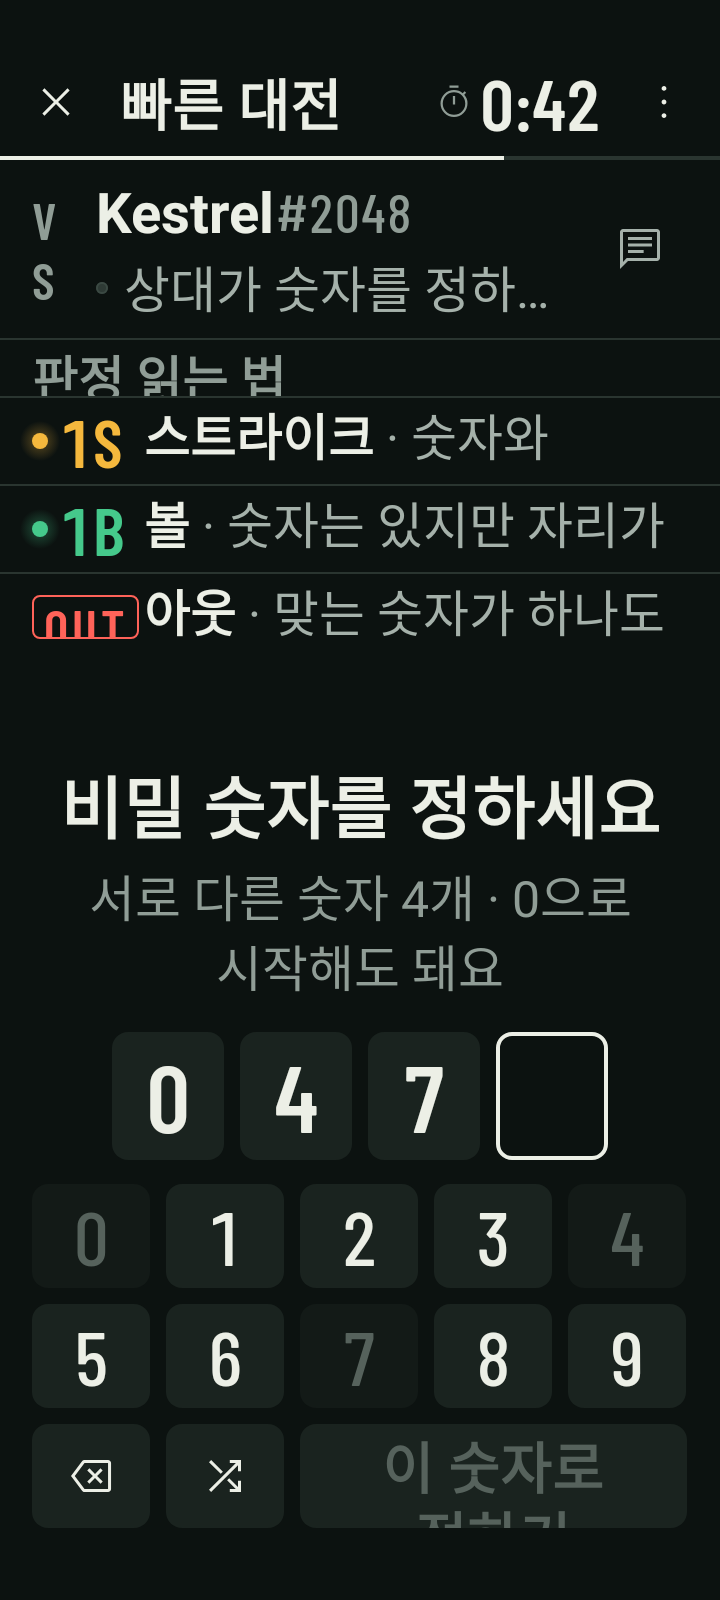 빠른 대전
0:42
VS
Kestrel#2048
상대가 숫자를 정하…
판정 읽는 법
1S 스트라이크 · 숫자와
1B 볼 · 숫자는 있지만 자리가
OUT 아웃 · 맞는 숫자가 하나도
비밀 숫자를 정하세요
서로 다른 숫자 4개 · 0으로
시작해도 돼요
0 4 7
0 1 2 3 4
5 6 7 8 9
이 숫자로
정하기